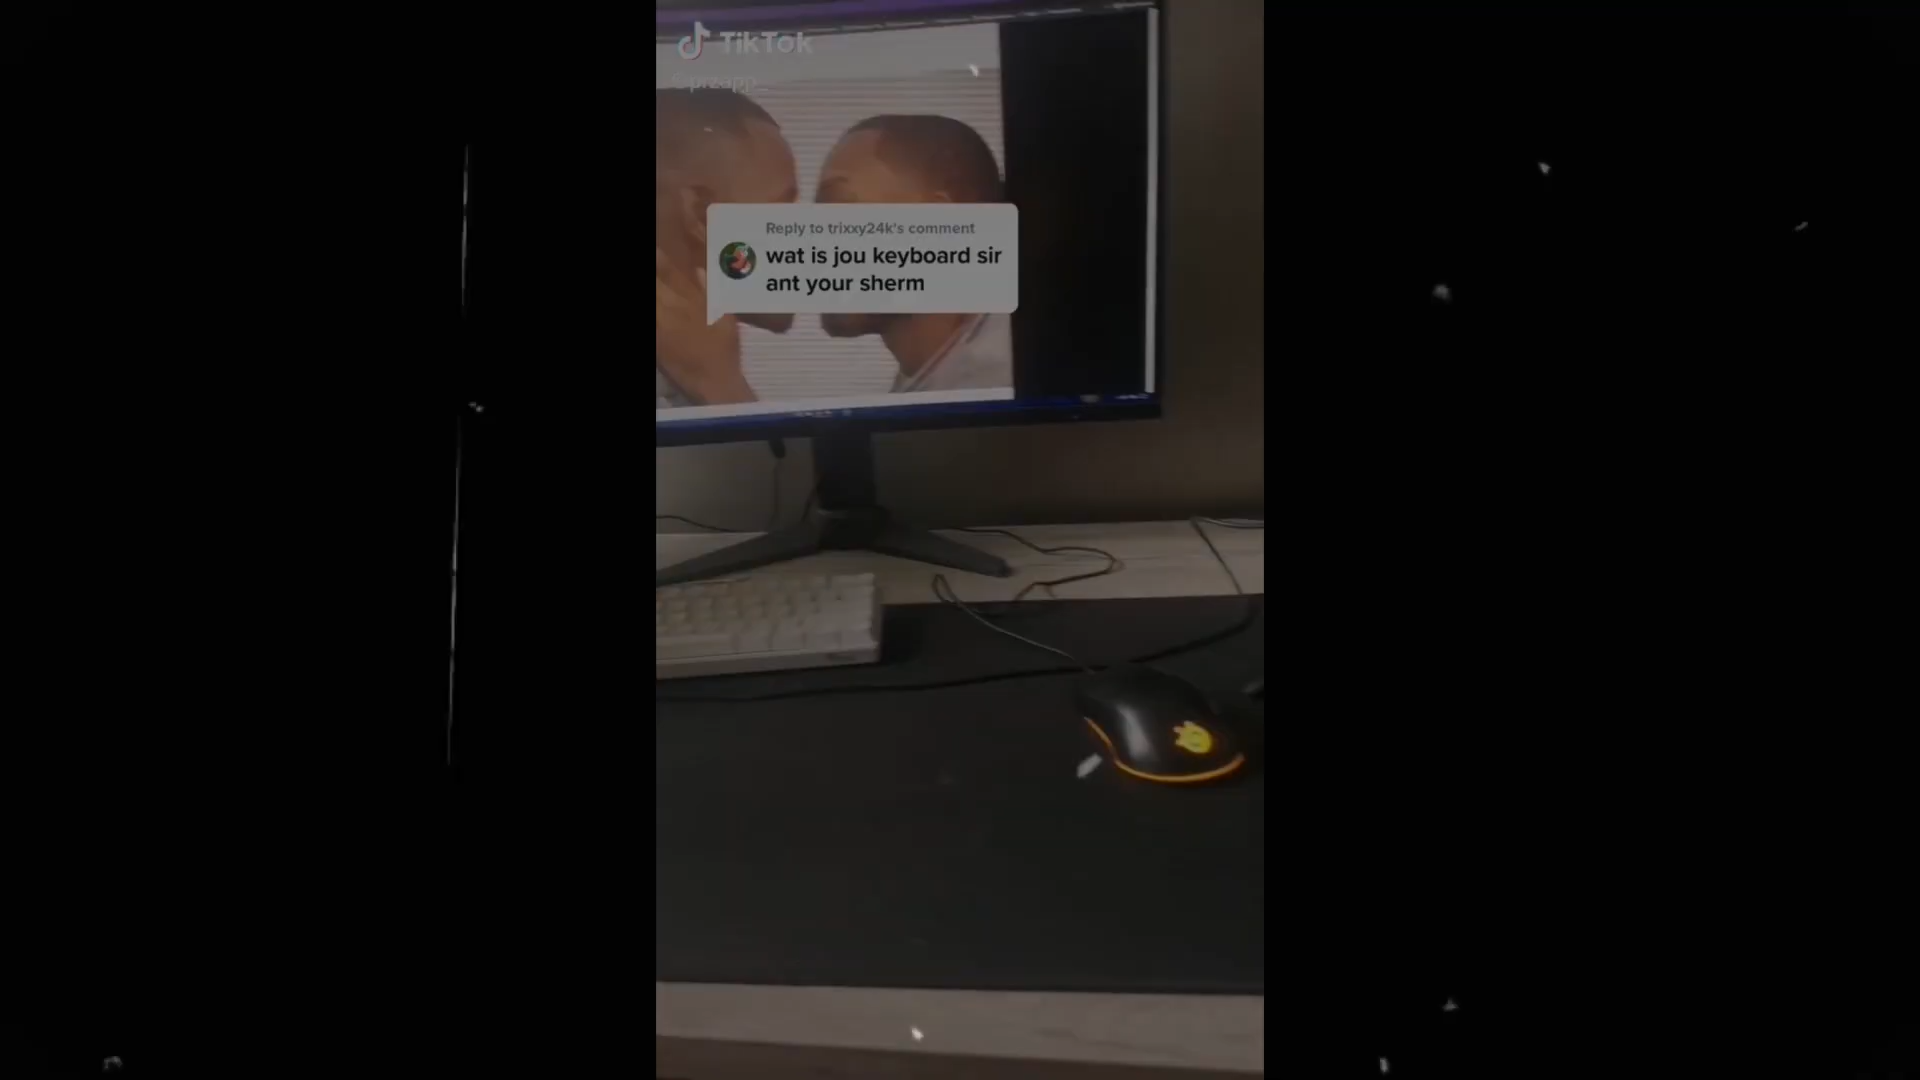 TikTok
Reply to trixxy24k's comment
wat is jou keyboard sir
ant your sherm